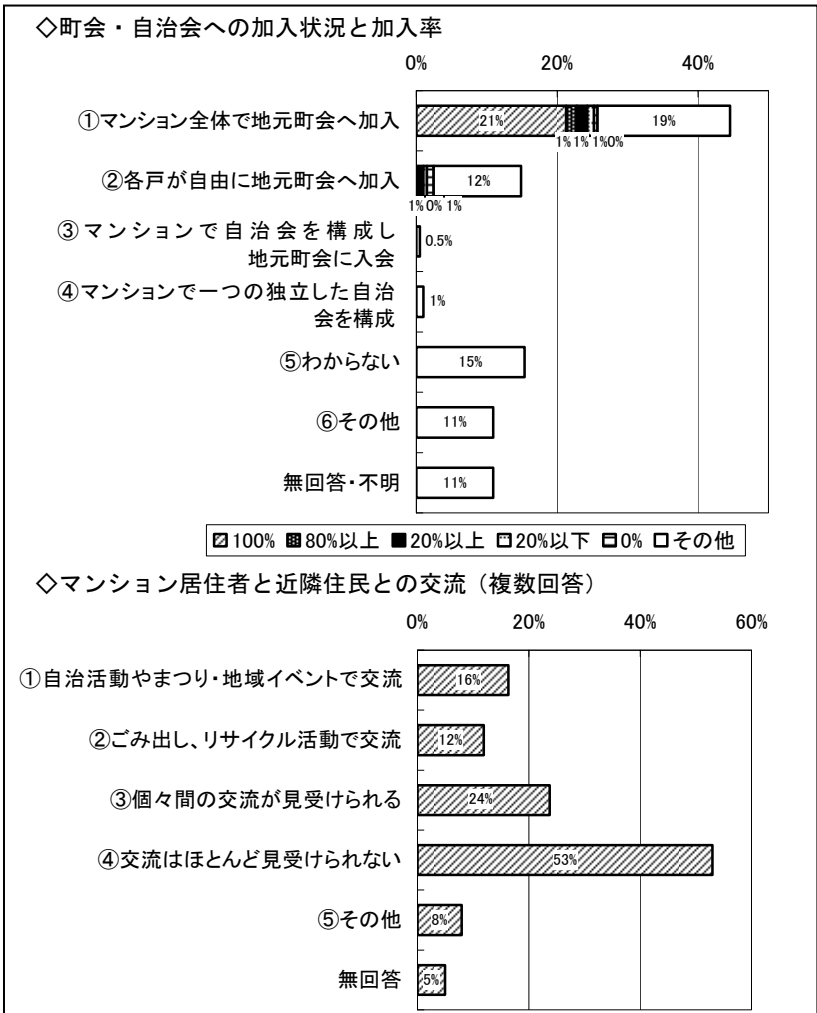 ◇町会・自治会への加入状況と加入率
0% 20% 40%
①マンション全体で地元町会へ加入
21% 19%
1% 1% 1%0%
②各戸が自由に地元町会へ加入
12%
1% 0% 1%
③マンションで自治会を構成し
地元町会に入会
0.5%
④マンションで一つの独立した自治
会を構成
1%
⑤わからない
15%
⑥その他
11%
無回答・不明
11%
100% 80%以上 20%以上 20%以下 0% その他
◇マンション居住者と近隣住民との交流（複数回答）
0% 20% 40% 60%
①自治活動やまつり・地域イベントで交流
16%
②ごみ出し、リサイクル活動で交流
12%
③個々間の交流が見受けられる
24%
④交流はほとんど見受けられない
53%
⑤その他
8%
無回答
5%